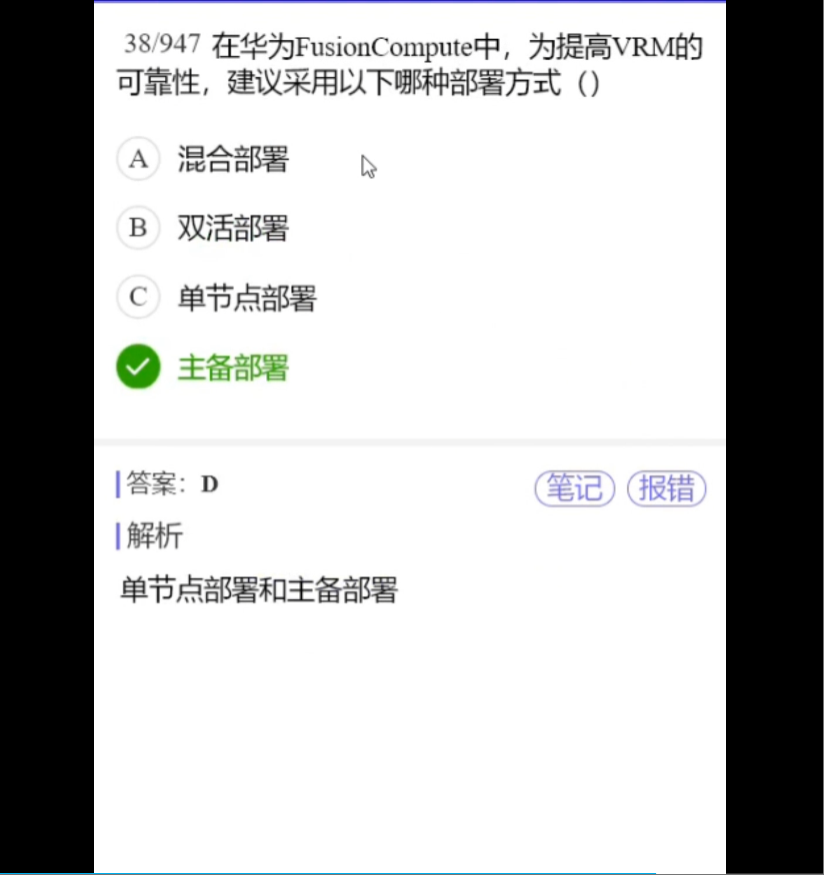 38/947 在华为FusionCompute中，为提高VRM的
可靠性，建议采用以下哪种部署方式（）
A 混合部署
B 双活部署
C 单节点部署
主备部署
答案：D
笔记 报错
解析
单节点部署和主备部署